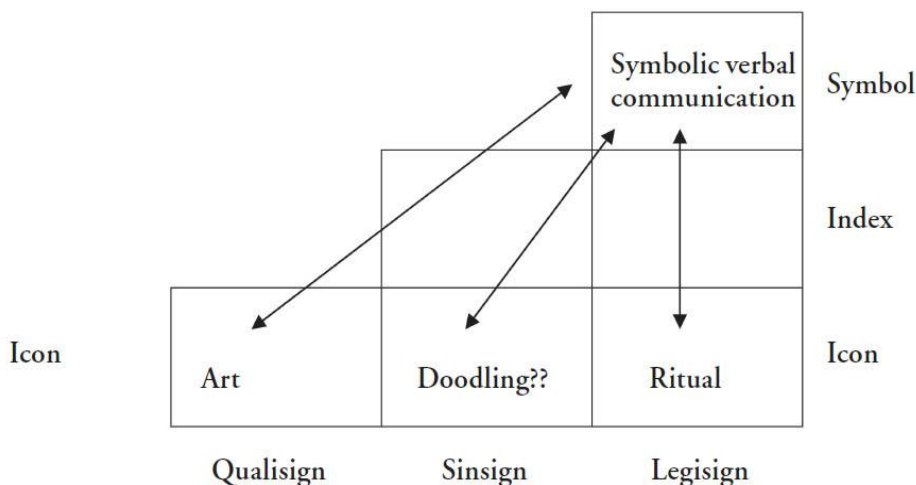 Symbolic verbal
communication
Symbol
Index
Icon
Art
Doodling??
Ritual
Icon
Qualisign
Sinsign
Legisign